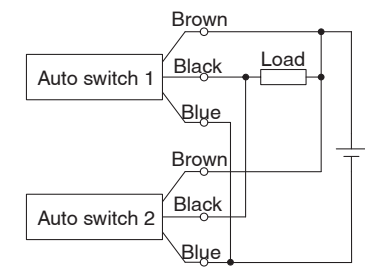 Brown
Auto switch 1
Black
Load
Blue
Brown
Auto switch 2
Black
Blue